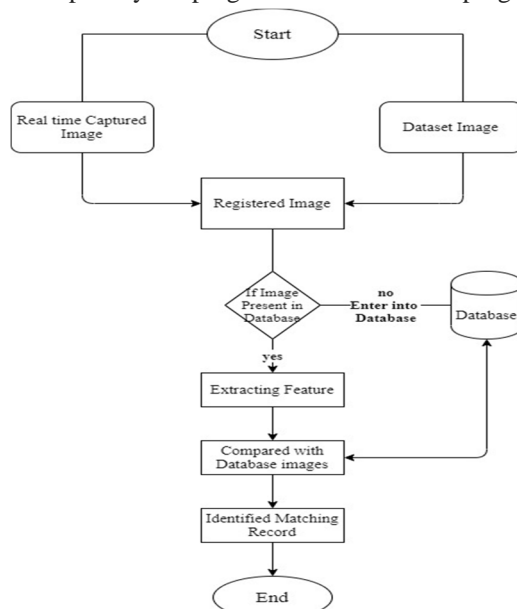 Start
Real time Captured
Image
Dataset Image
Registered Image
If Image
Present in
Database
no
Enter into
Database
Database
yes
Extracting Feature
Compared with
Database images
Identified Matching
Record
End